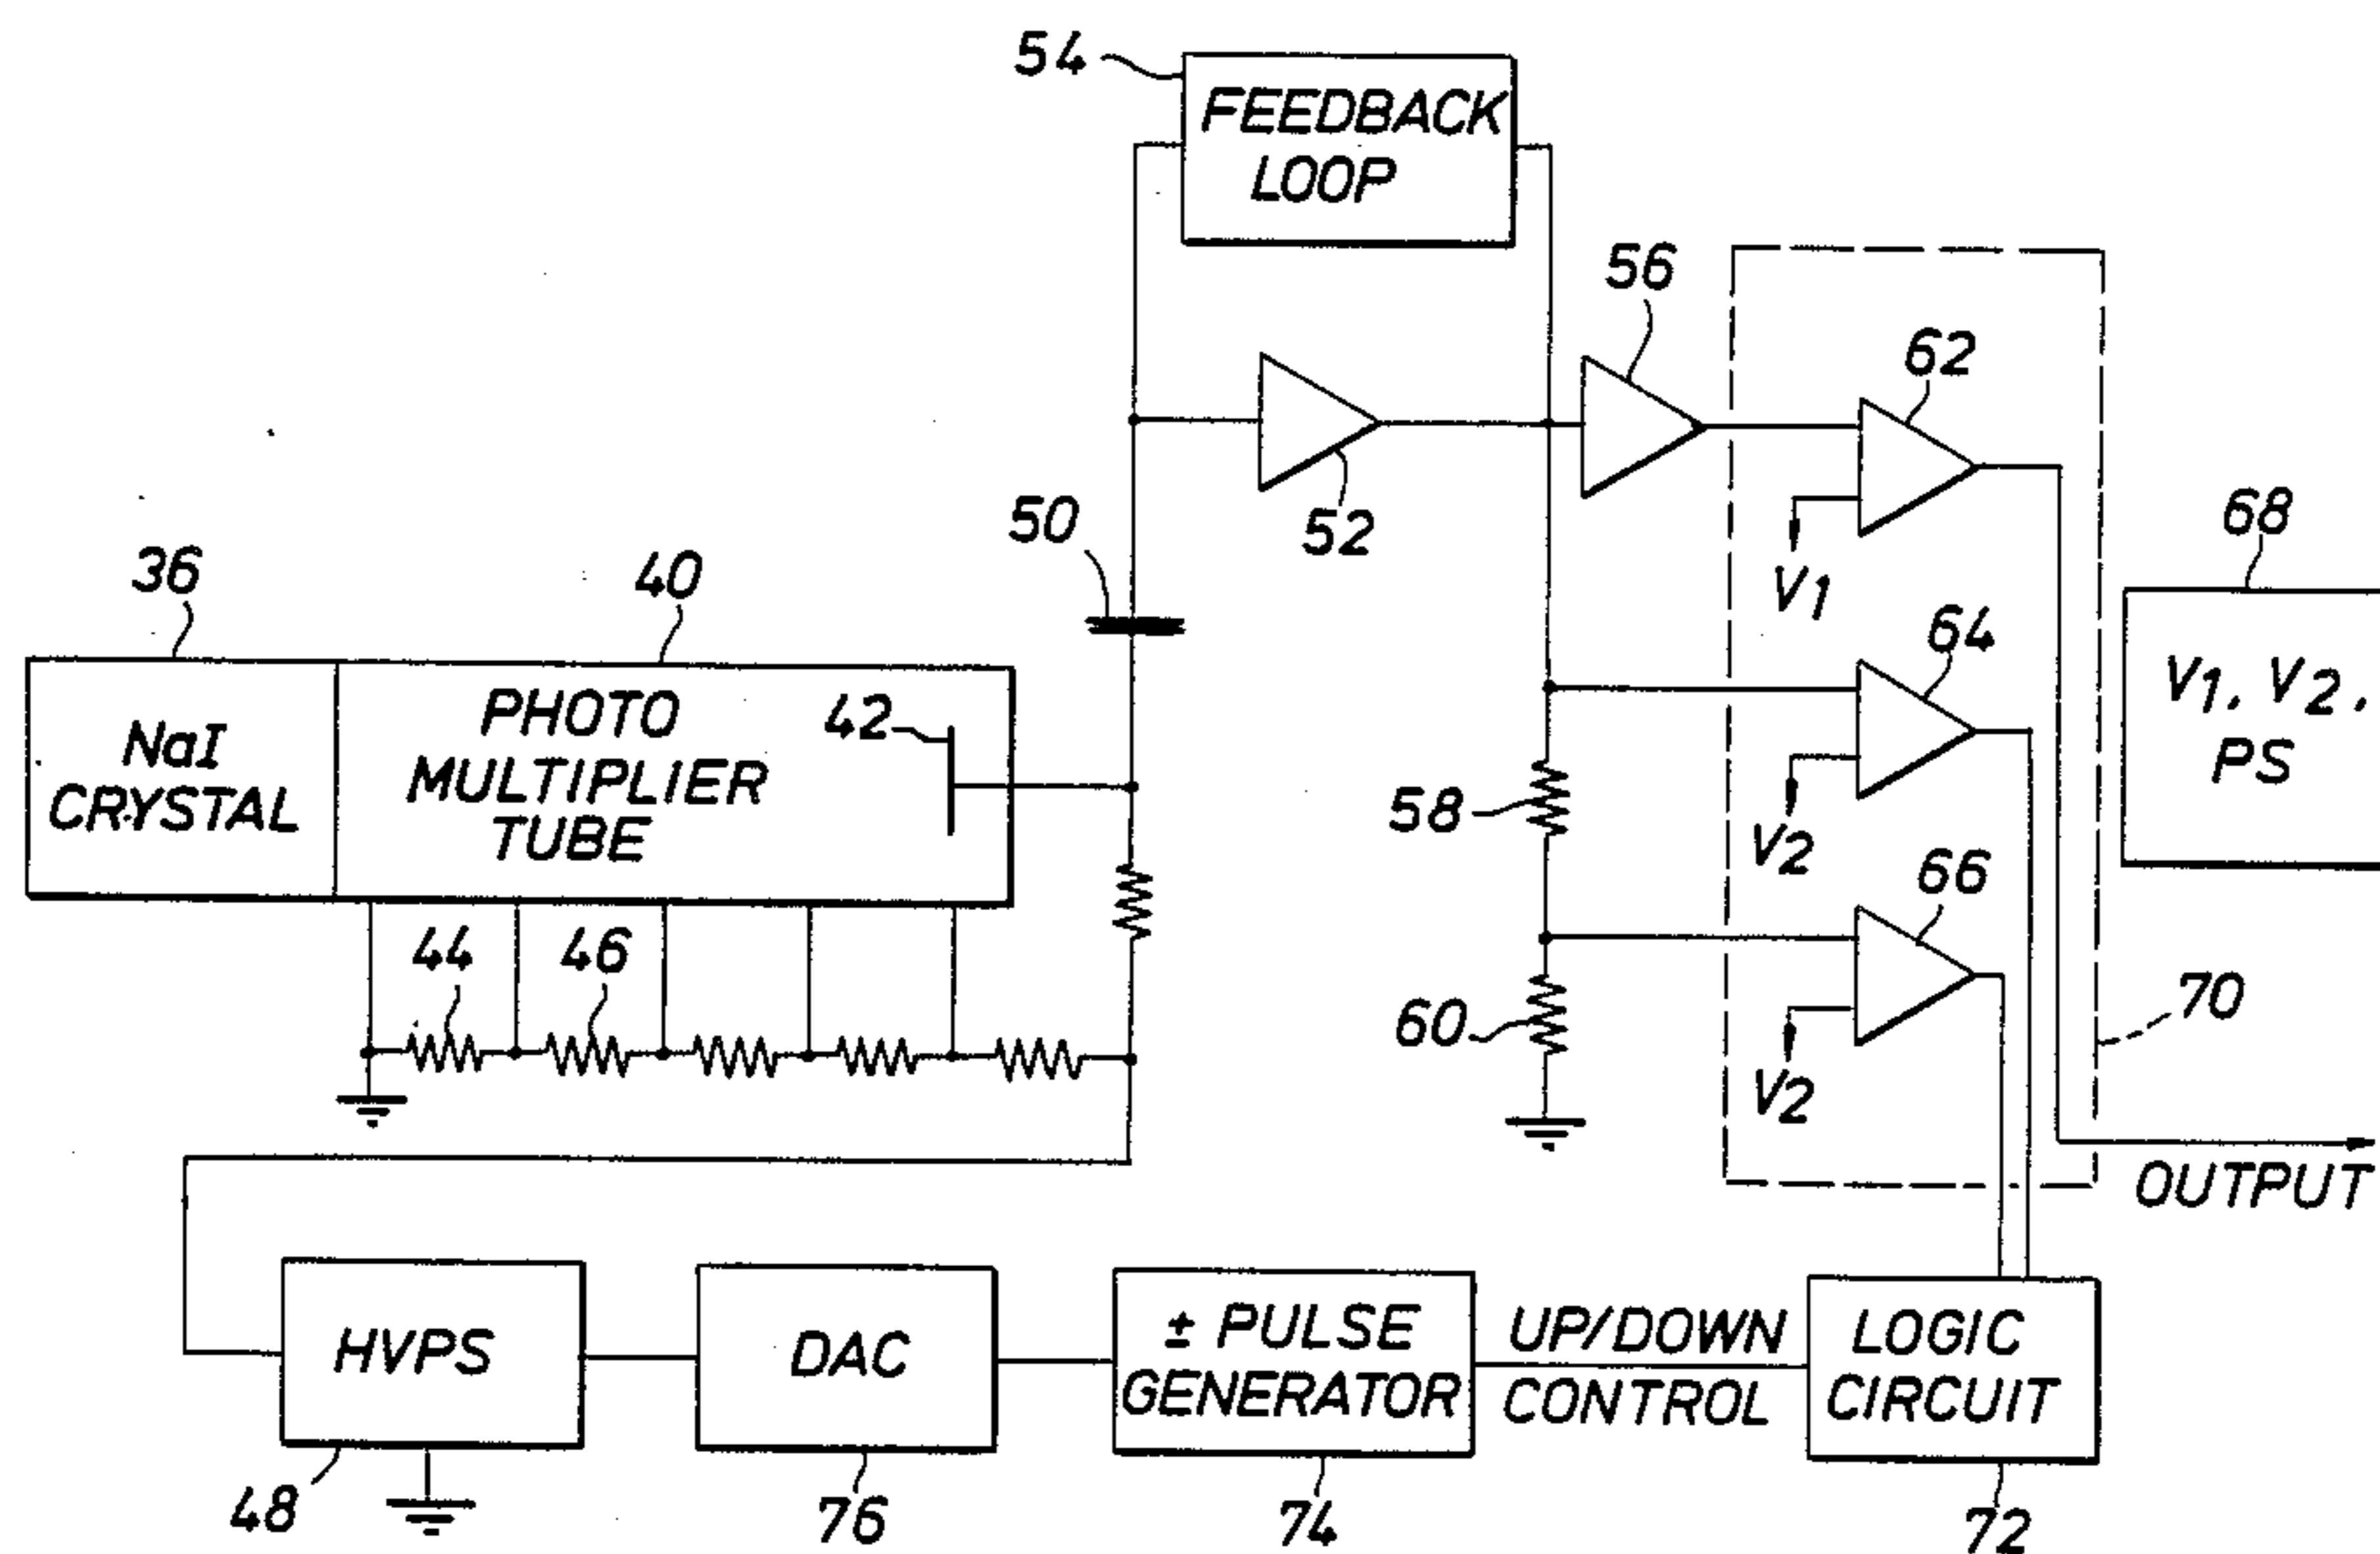 54
FEEDBACK
LOOP
56
62
52
50
68
36
40
V1
64
V1, V2,
PS
NaI
CRYSTAL
PHOTO
MULTIPLIER
TUBE
42
58
V2
66
44
46
60
70
V2
OUTPUT
HVPS
DAC
± PULSE
GENERATOR
UP/DOWN
CONTROL
LOGIC
CIRCUIT
48
76
74
72